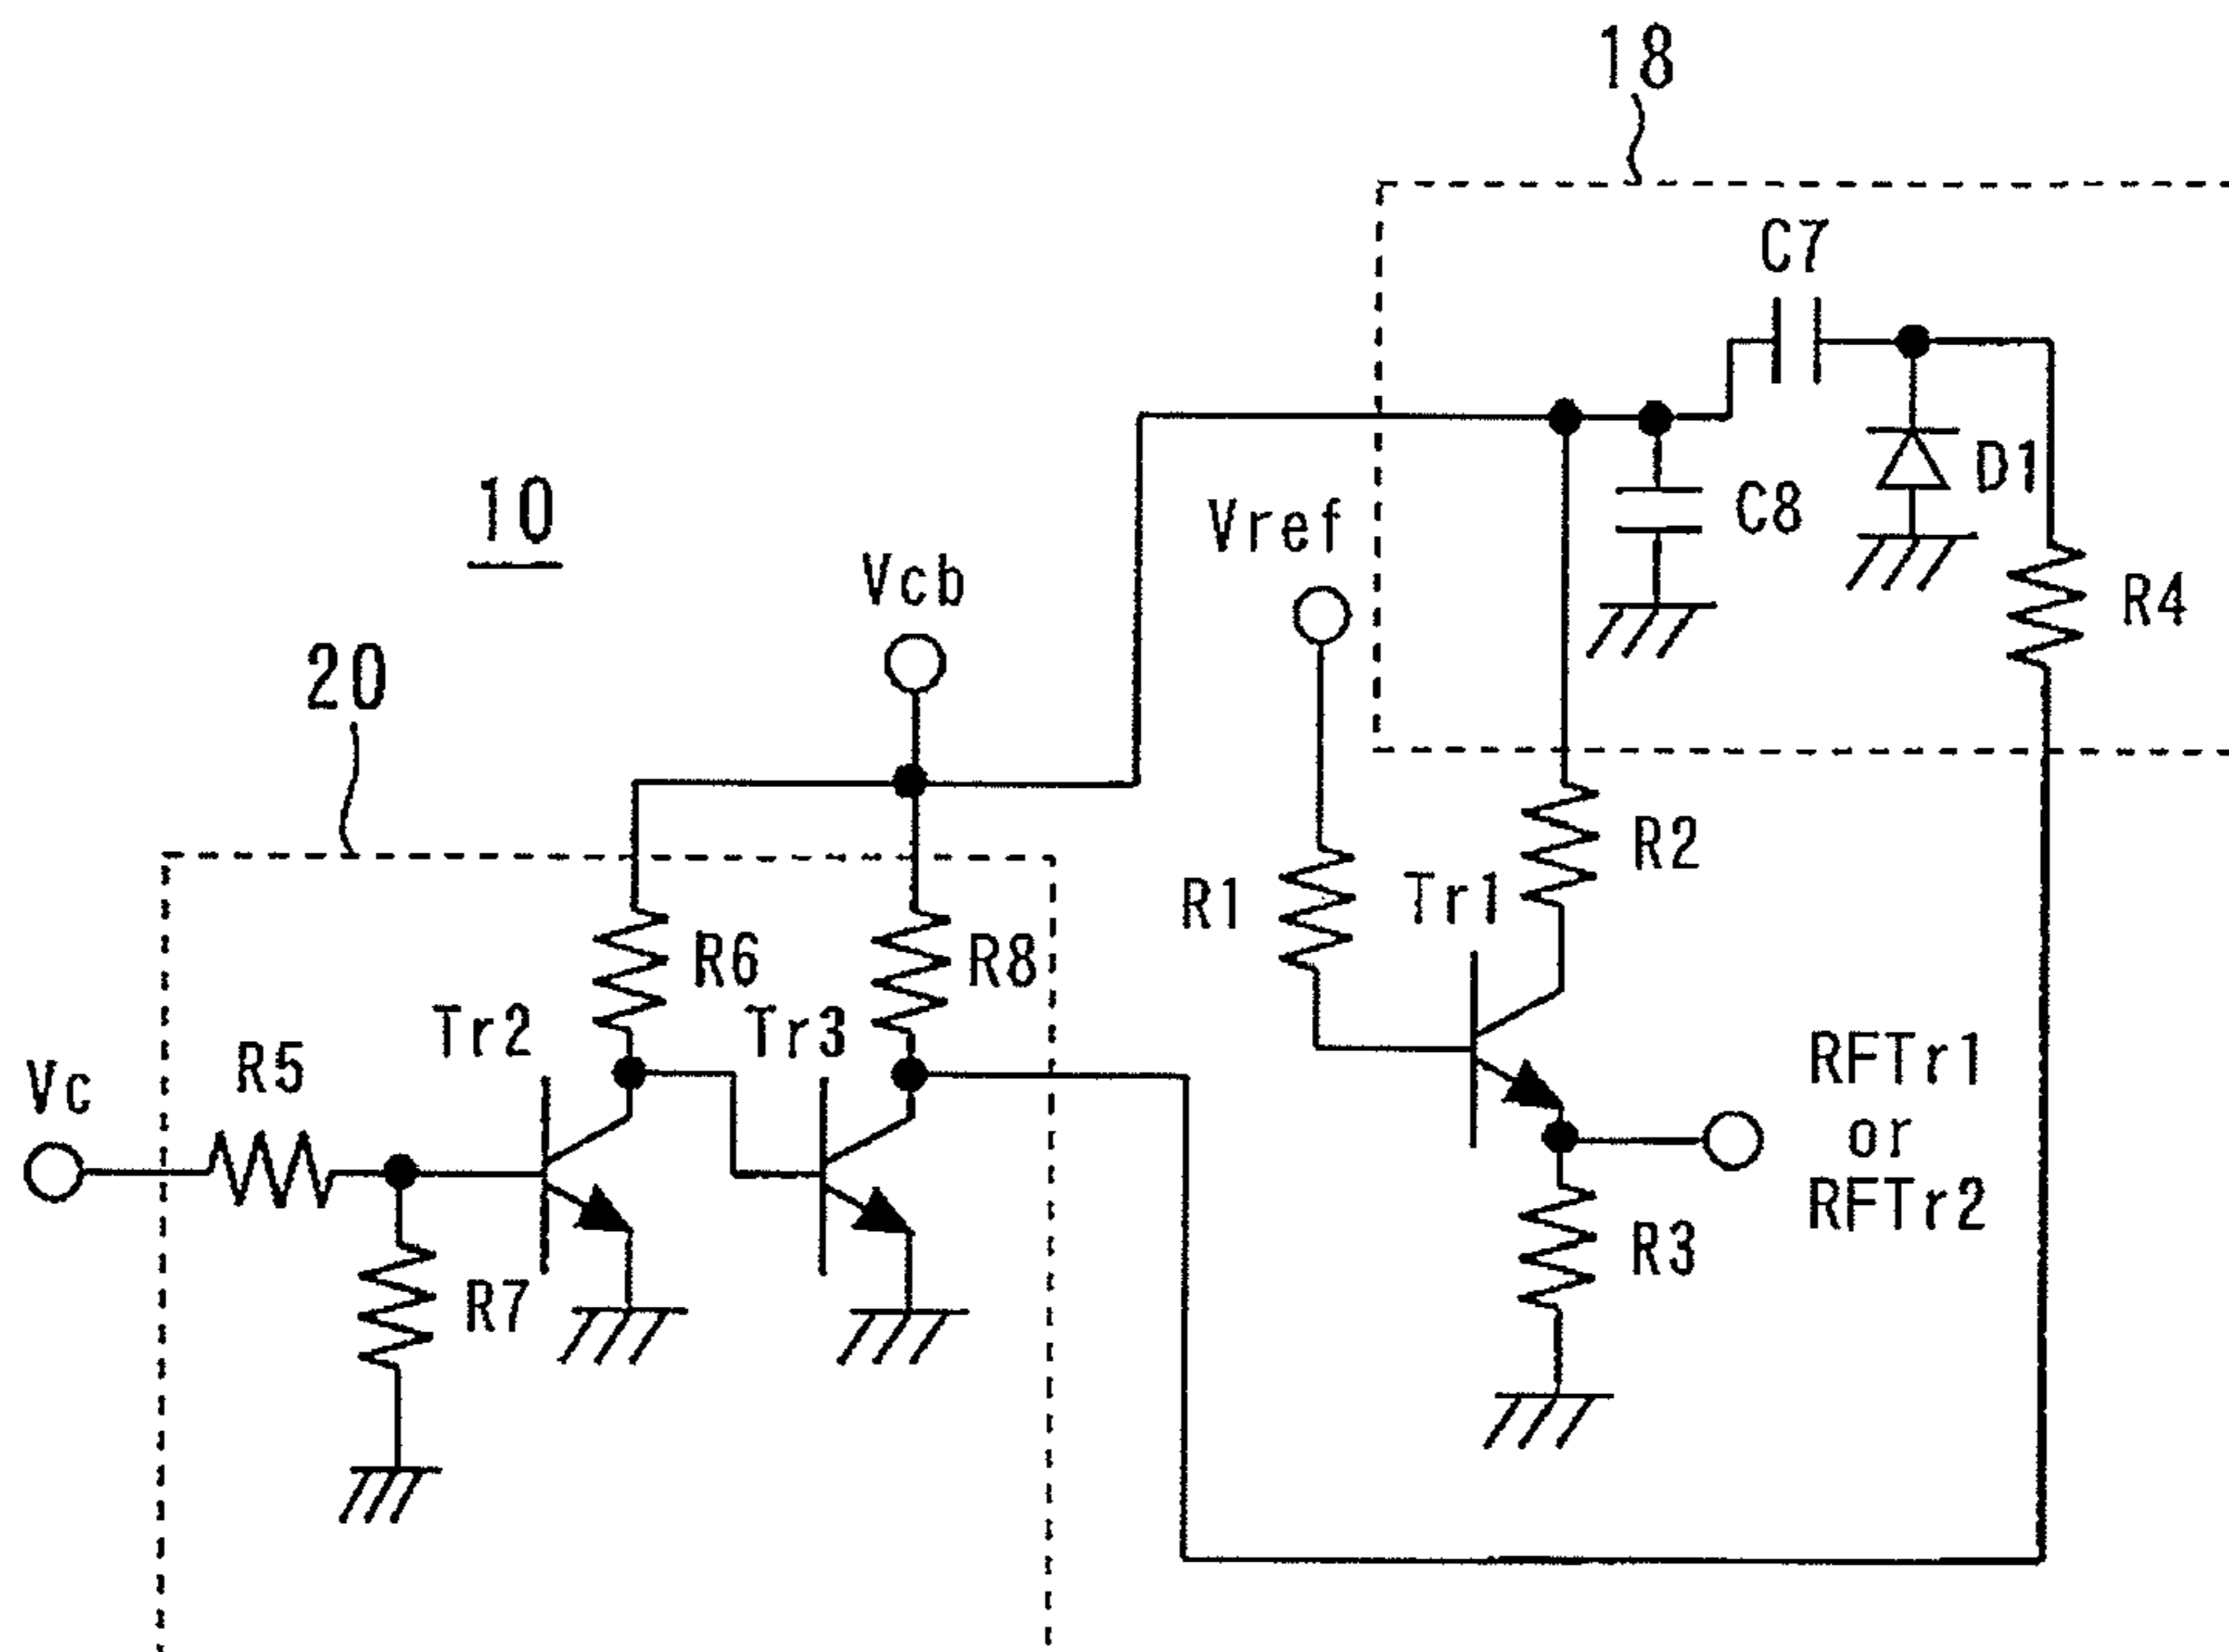 18
C7
D1
C8
R4
10
Vref
Vcb
20
R2
R1
Tr1
R6
R8
Tr2
Tr3
R5
Vc
RFTr1
or
RFTr2
R3
R7